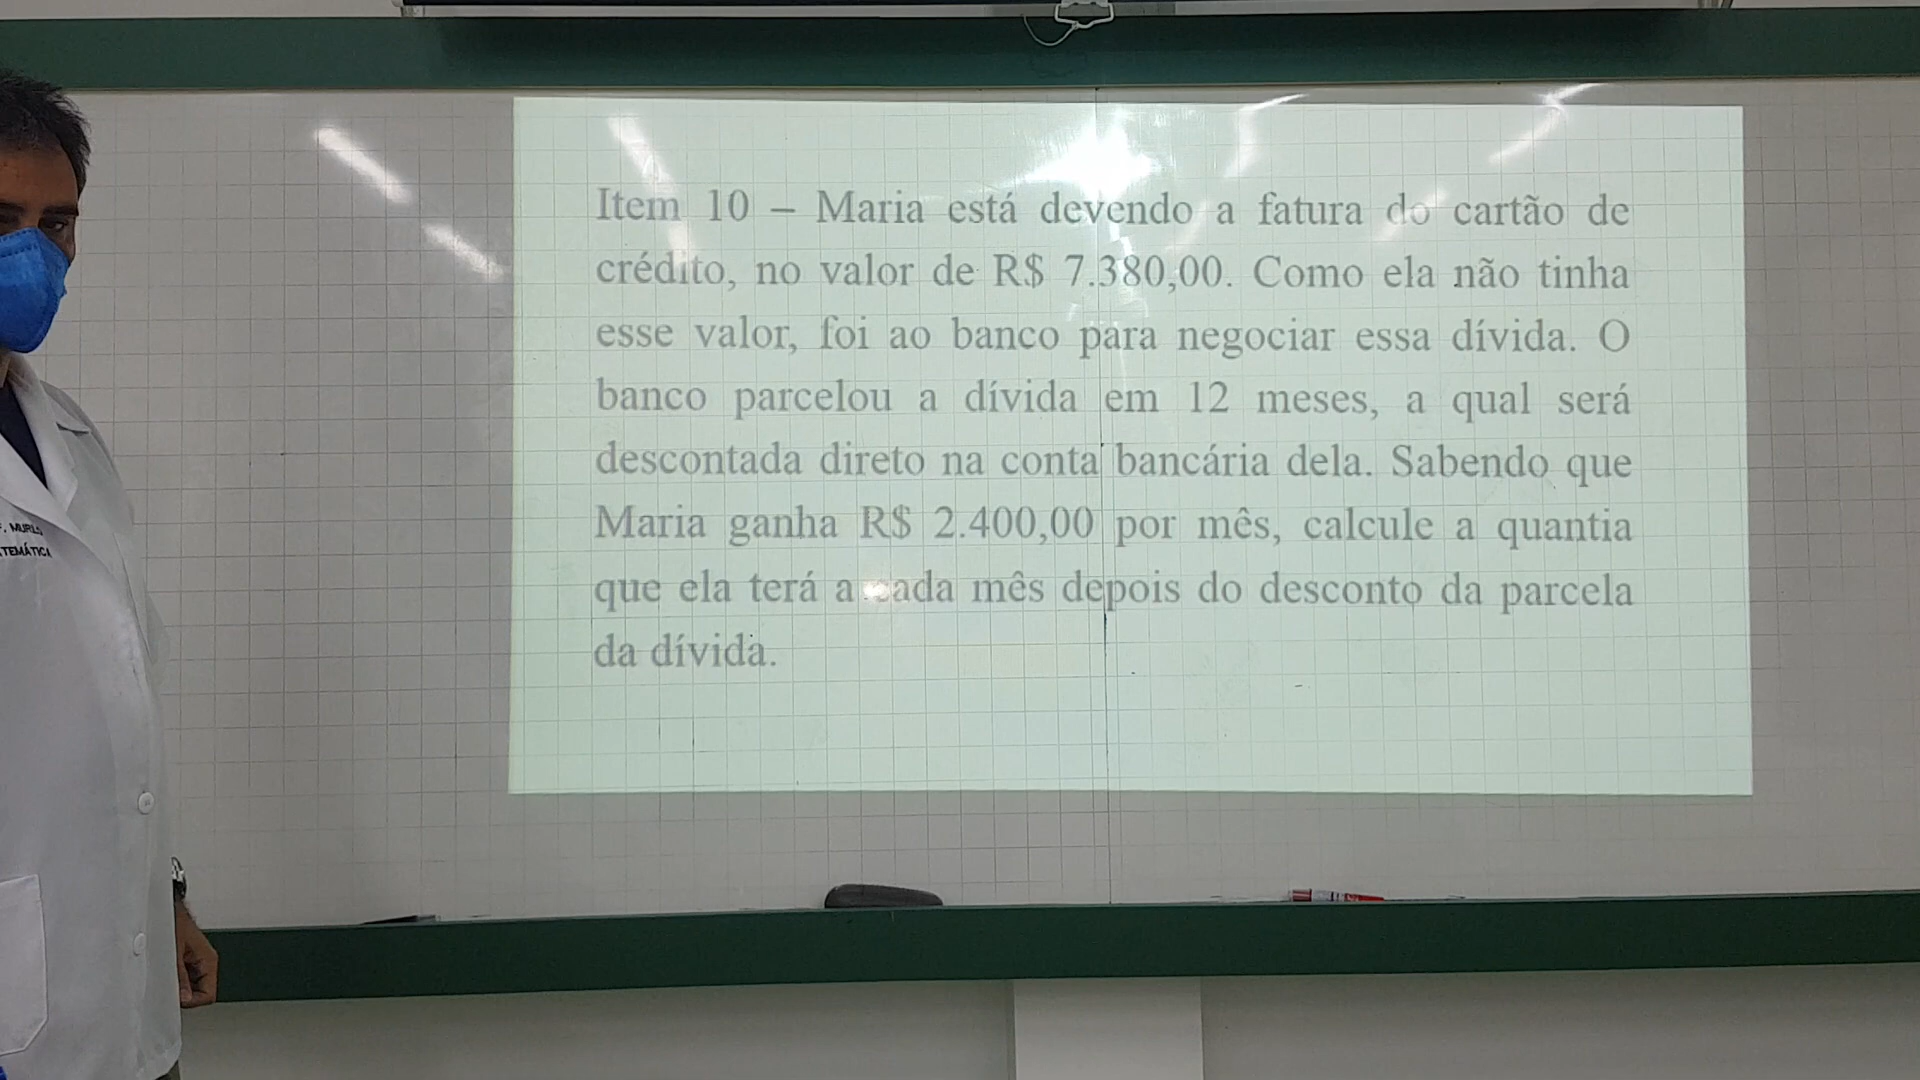 Item 10 – Maria está devendo a fatura do cartão de
crédito, no valor de R$ 7.380,00. Como ela não tinha
esse valor, foi ao banco para negociar essa dívida. O
banco parcelou a dívida em 12 meses, a qual será
descontada direto na conta bancária dela. Sabendo que
Maria ganha R$ 2.400,00 por mês, calcule a quantia
que ela terá a cada mês depois do desconto da parcela
da dívida.